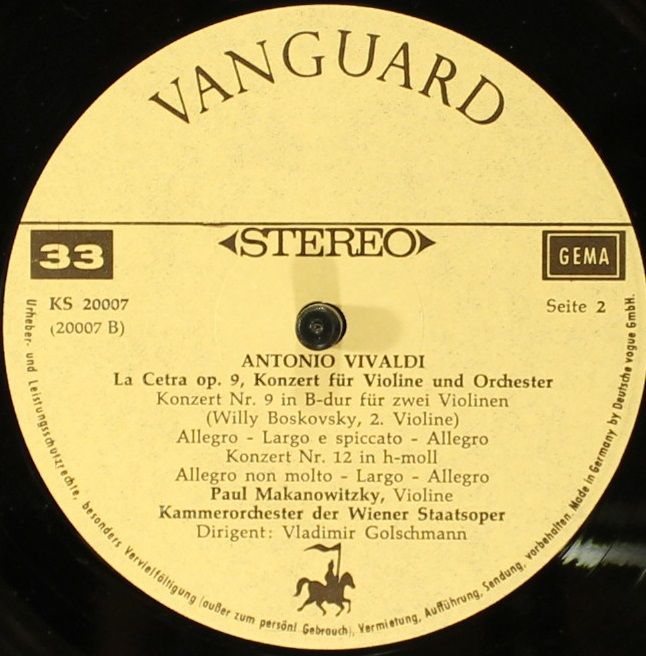 VANGUARD
◄STEREO►
33
GEMA
KS 20007
(20007 B)
Seite 2
ANTONIO VIVALDI
La Cetra op. 9, Konzert für Violine und Orchester
Konzert Nr. 9 in B-dur für zwei Violinen
(Willy Boskovsky, 2. Violine)
Allegro - Largo e spiccato - Allegro
Konzert Nr. 12 in h-moll
Allegro non molto - Largo - Allegro
Paul Makanowitzky, Violine
Kammerorchester der Wiener Staatsoper
Dirigent: Vladimir Golschmann
Urheber- und Leistungsschutzrechte, besonders Vervielfältigung (außer zum persönl Gebrauch), Vermietung, Aufführung, Sendung, vorbehalten. Made in Germany by Deutsche vogue GmbH.